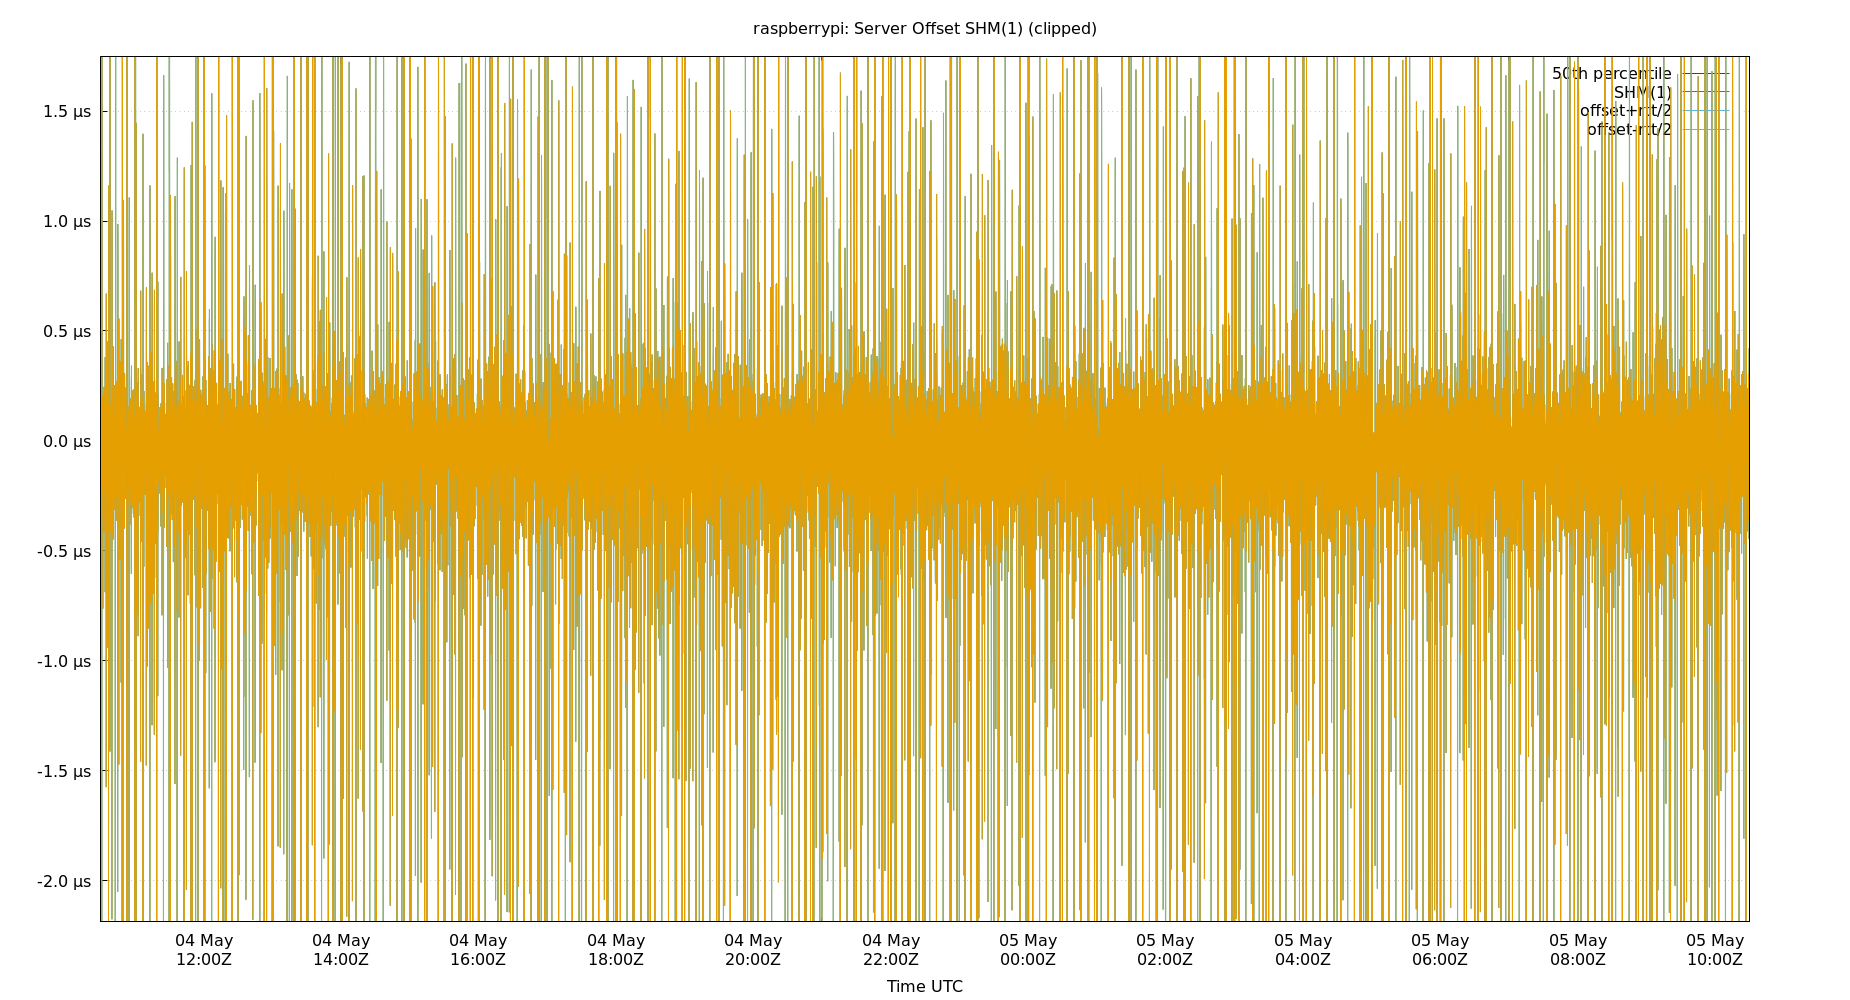 raspberrypi: Server Offset SHM(1) (clipped)
50th percentile
SHM(1)
offset+rtt/2
offset-rtt/2
1.5 µs
1.0 µs
0.5 µs
0.0 µs
-0.5 µs
-1.0 µs
-1.5 µs
-2.0 µs
04 May 04 May 04 May 04 May 04 May 04 May 05 May 05 May 05 May 05 May 05 May 05 May
12:00Z 14:00Z 16:00Z 18:00Z 20:00Z 22:00Z 00:00Z 02:00Z 04:00Z 06:00Z 08:00Z 10:00Z
Time UTC